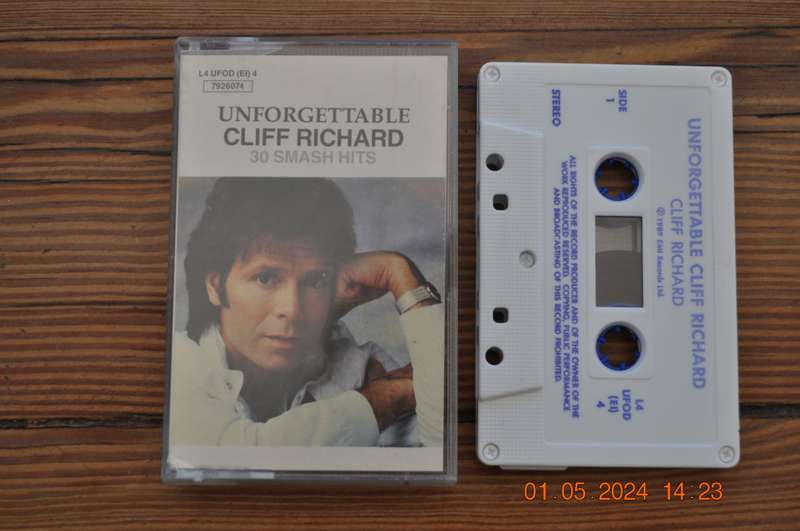 L4 UFOD (EI) 4
7926074
UNFORGETTABLE
CLIFF RICHARD
30 SMASH HITS
UNFORGETTABLE CLIFF RICHARD
CLIFF RICHARD
℗ 1989 EMI Records Ltd.
SIDE
1
STEREO
L4
UFOD
(EI)
4
ALL RIGHTS OF THE RECORD PRODUCER AND OF THE OWNER OF THE
WORK REPRODUCED RESERVED. COPYING, PUBLIC PERFORMANCE
AND BROADCASTING OF THIS RECORD PROHIBITED.
01.05.2024 14:23